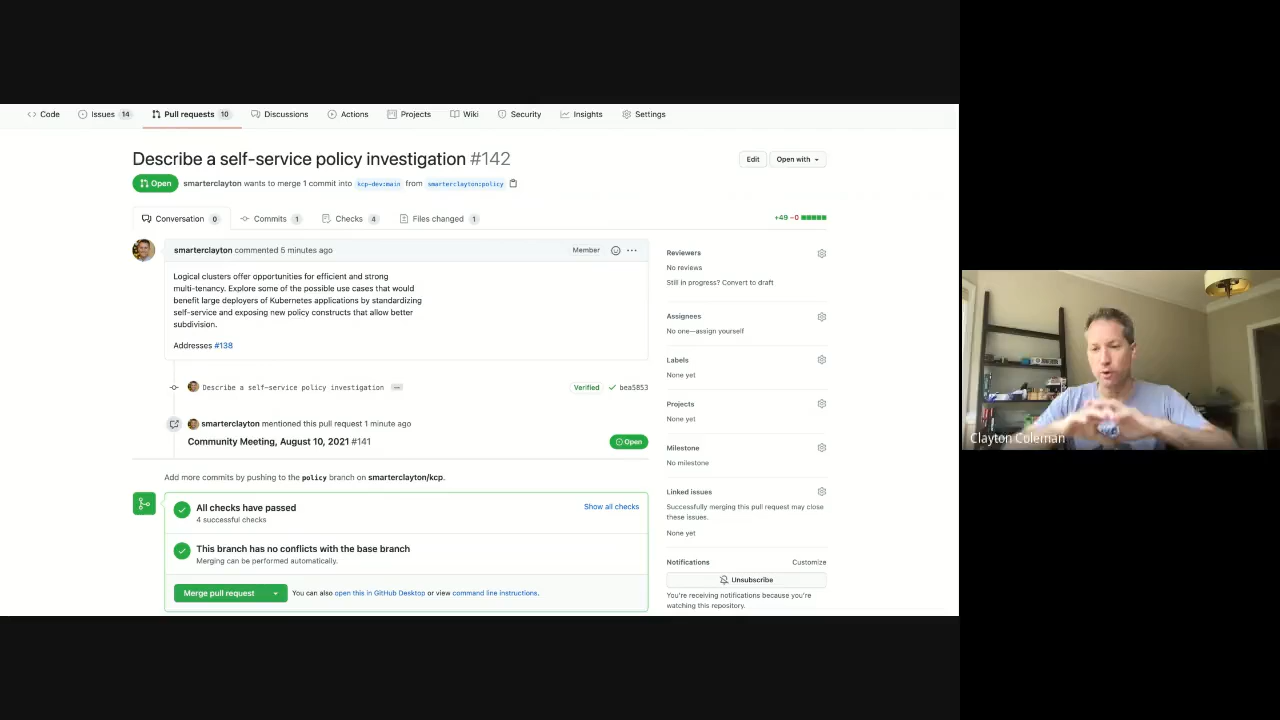 Code Issues 14 Pull requests 10 Discussions Actions Projects Wiki Security Insights Settings
Describe a self-service policy investigation #142
Edit Open with
Open smarterclayton wants to merge 1 commit into kcp-dev:main from smarterclayton:policy
Conversation 0 Commits 1 Checks 4 Files changed 1 +49 −0
smarterclayton commented 5 minutes ago Member
Logical clusters offer opportunities for efficient and strong
multi-tenancy. Explore some of the possible use cases that would
benefit large deployers of Kubernetes applications by standardizing
self-service and exposing new policy constructs that allow better
subdivision.
Addresses #138
Describe a self-service policy investigation Verified bea5853
smarterclayton mentioned this pull request 1 minute ago
Community Meeting, August 10, 2021 #141 Open
Add more commits by pushing to the policy branch on smarterclayton/kcp.
All checks have passed Show all checks
4 successful checks
This branch has no conflicts with the base branch
Merging can be performed automatically.
Merge pull request You can also open this in GitHub Desktop or view command line instructions.
Reviewers
No reviews
Still in progress? Convert to draft
Assignees
No one—assign yourself
Labels
None yet
Projects
None yet
Milestone
No milestone
Linked issues
Successfully merging this pull request may close
these issues.
None yet
Notifications Customize
Unsubscribe
You're receiving notifications because you're
watching this repository.
Clayton Coleman